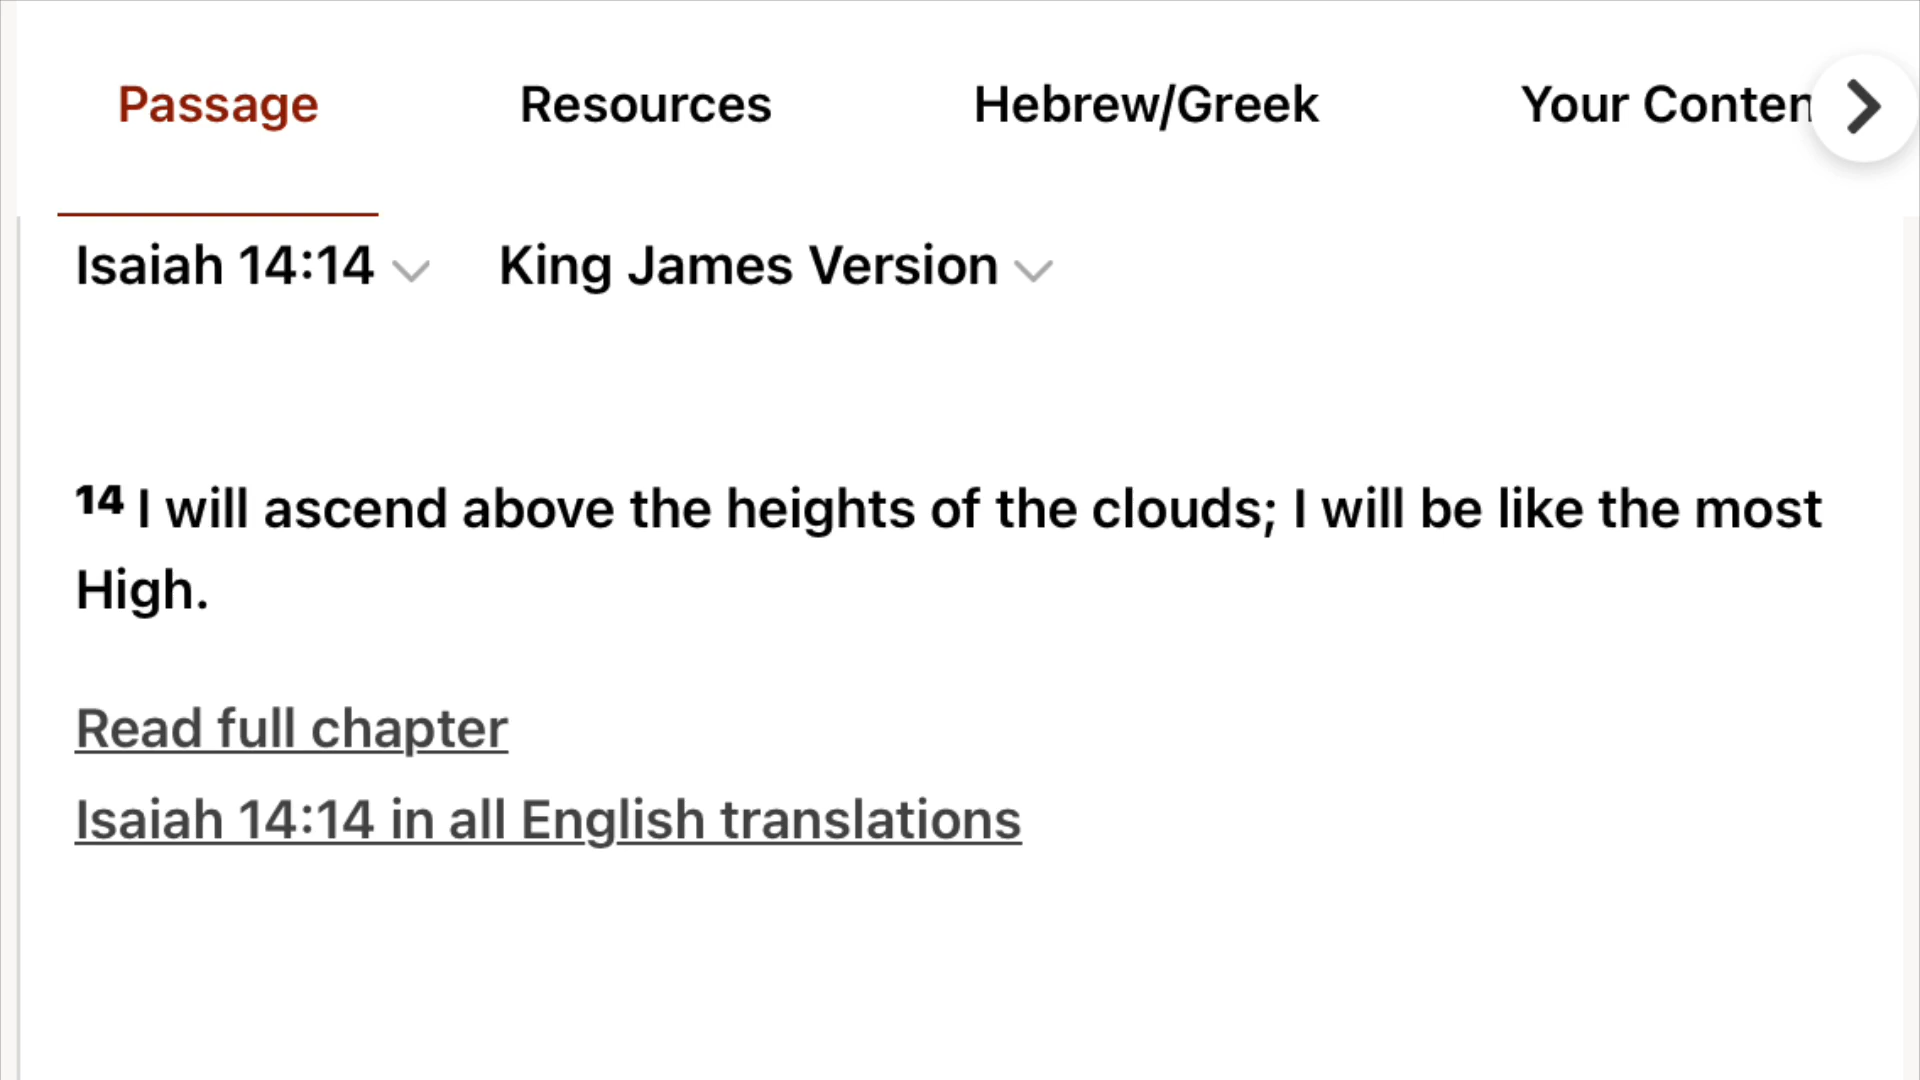 Passage Resources Hebrew/Greek Your Conten
Isaiah 14:14 King James Version
14 I will ascend above the heights of the clouds; I will be like the most
High.
Read full chapter
Isaiah 14:14 in all English translations